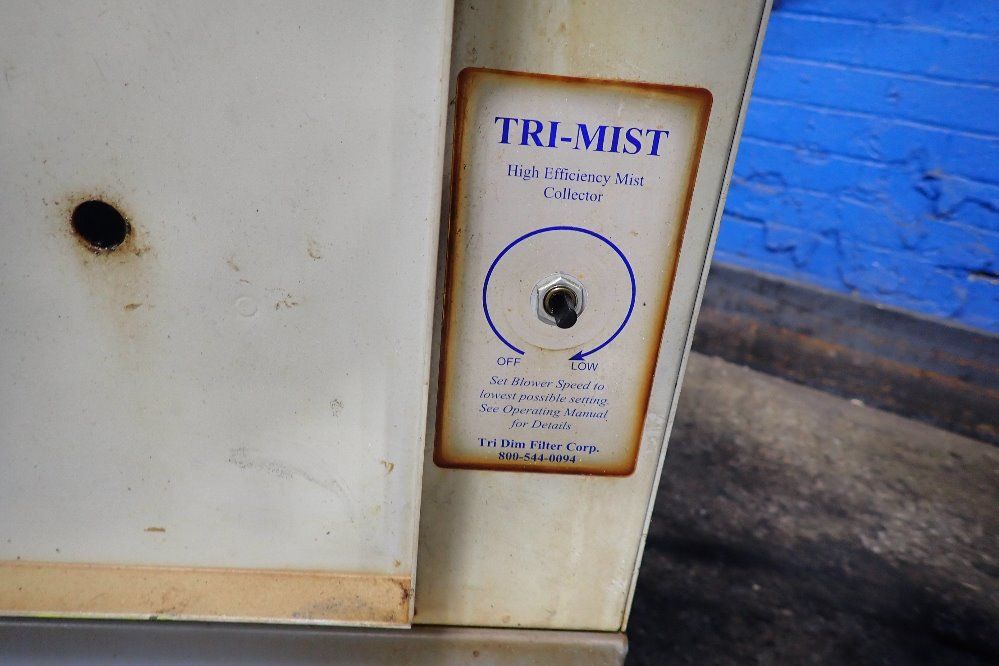 TRI-MIST
High Efficiency Mist
Collector
OFF
LOW
Set Blower Speed to
lowest possible setting.
See Operating Manual
for Details
Tri Dim Filter Corp.
800-544-0094